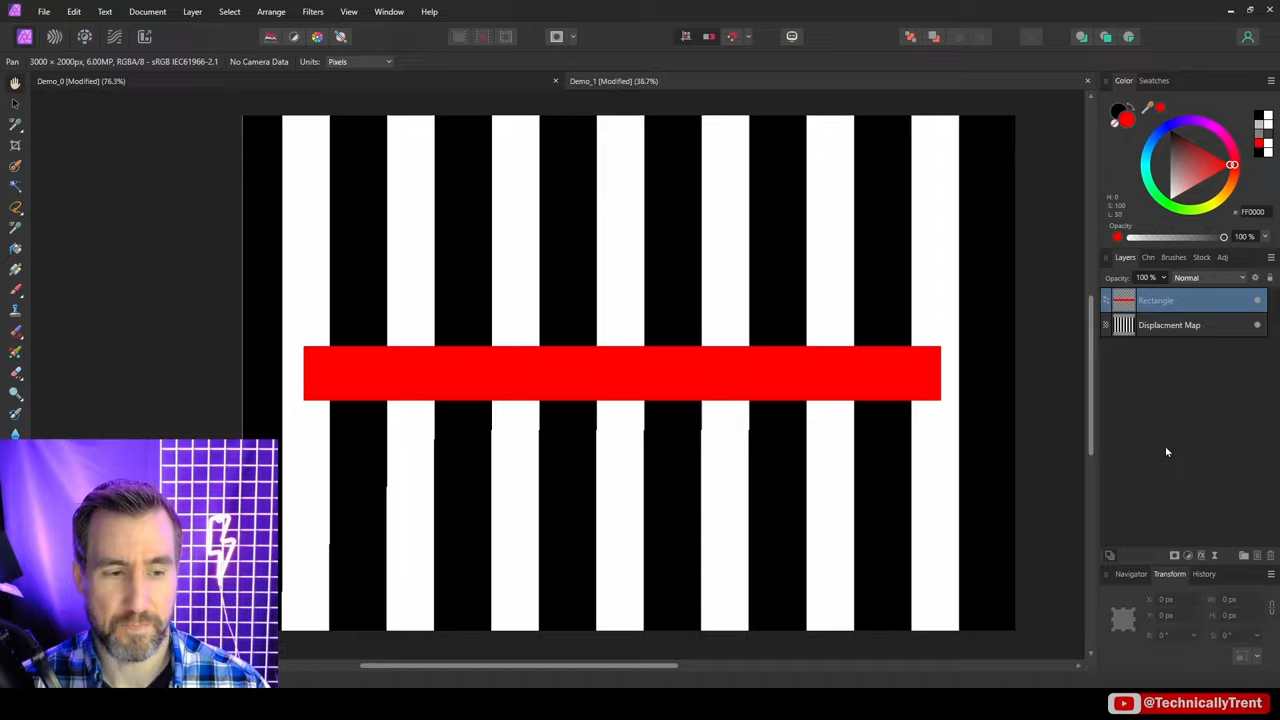 File Edit Text Document Layer Select Arrange Filters View Window Help
Pan 3000 × 2000px, 6.00MP, RGBA/8 - sRGB IEC61966-2.1 No Camera Data Units: Pixels
Demo_0 [Modified] (76.3%) Demo_1 [Modified] (38.7%)
Color Swatches
H: 0
S: 100
L: 50
#: FF0000
Opacity
100 %
Layers Chn Brushes Stock Adj
Opacity: 100 % Normal
Rectangle
Displacment Map
Navigator Transform History
X: 0 px W: 0 px
Y: 0 px H: 0 px
R: 0 ° S: 0 °
@TechnicallyTrent